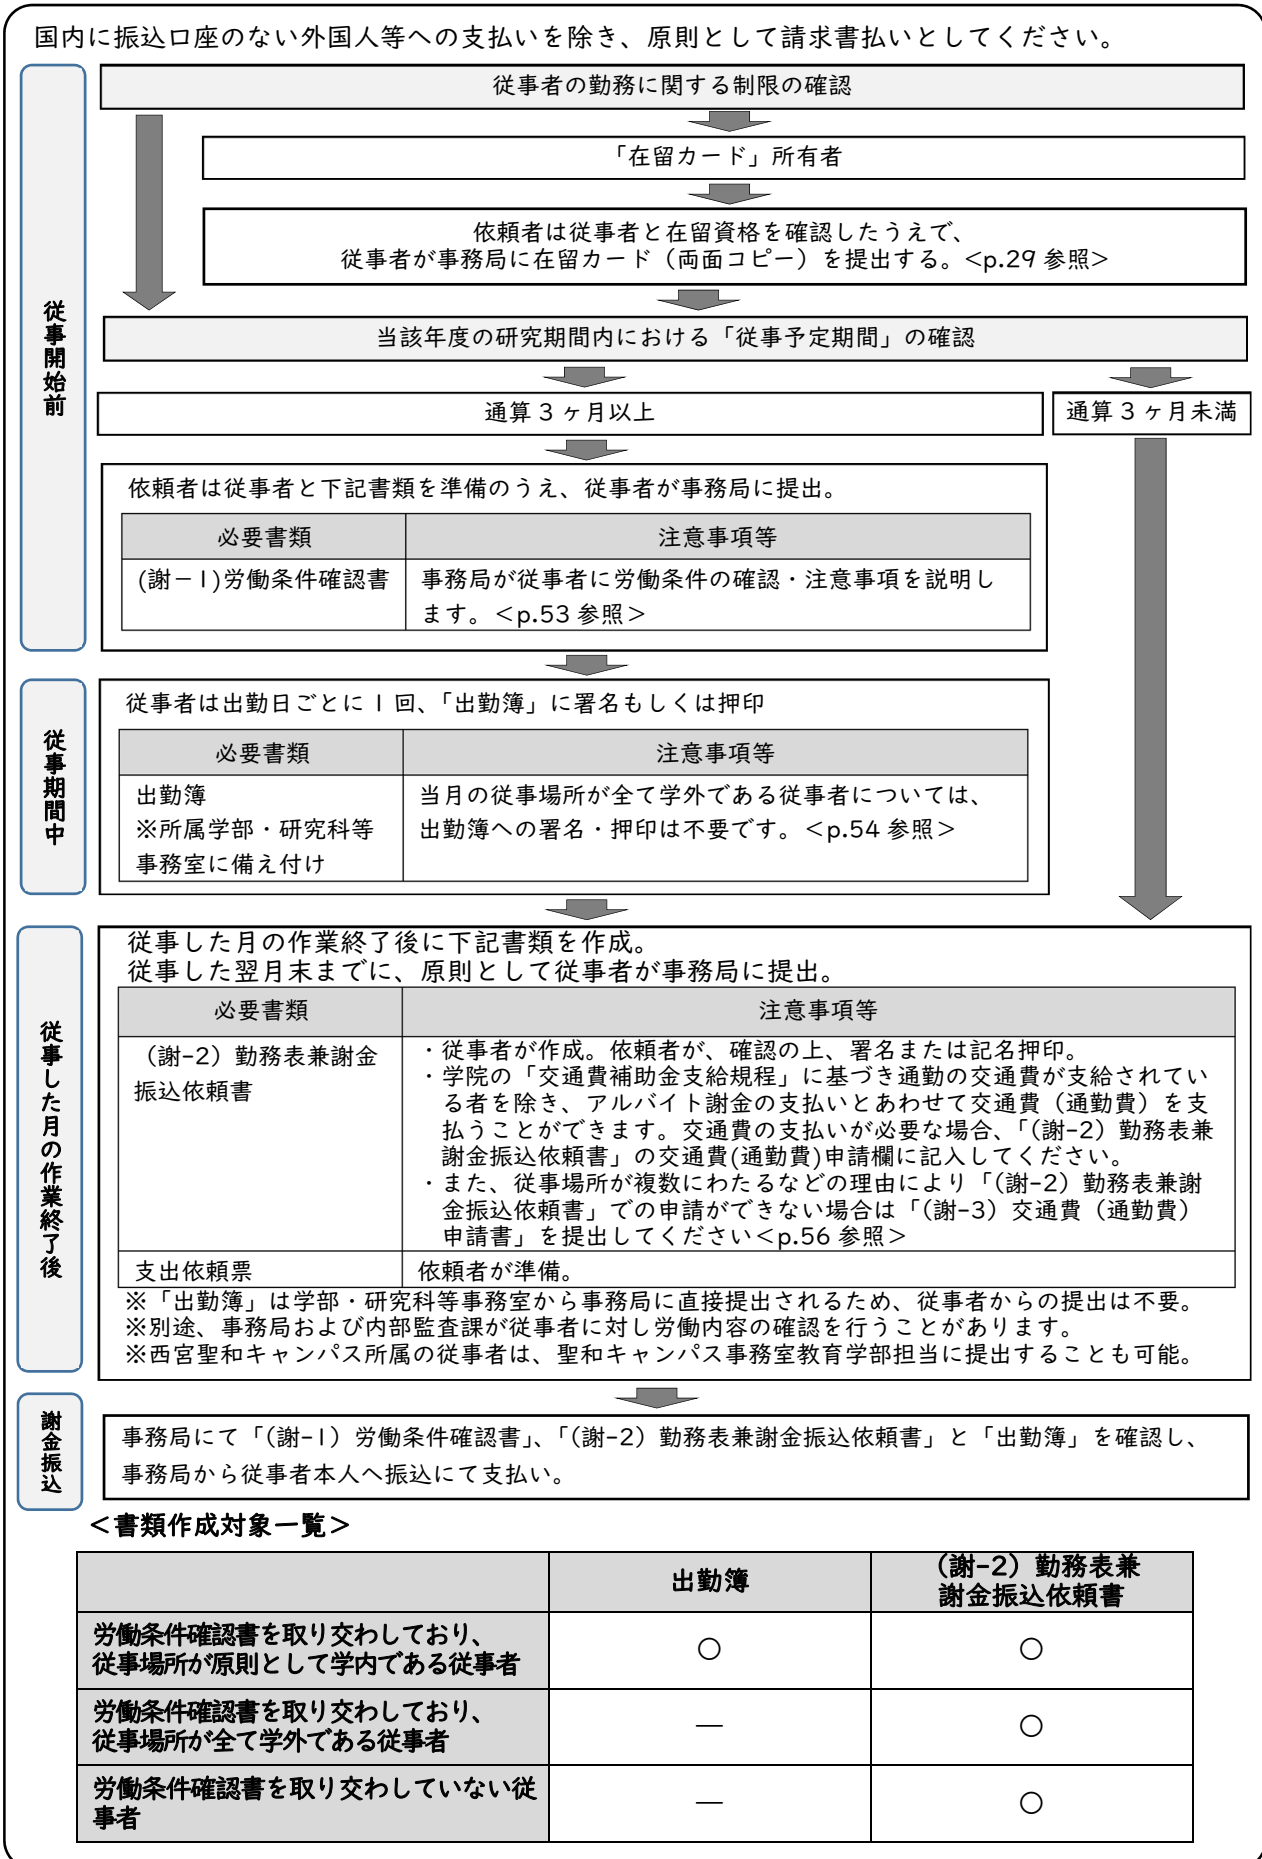 国内に振込口座のない外国人等への支払いを除き、原則として請求書払いとしてください。
従事開始前
従事者の勤務に関する制限の確認
「在留カード」所有者
依頼者は従事者と在留資格を確認したうえで、
従事者が事務局に在留カード（両面コピー）を提出する。＜p.29 参照＞
当該年度の研究期間内における「従事予定期間」の確認
通算 3 ヶ月以上
通算 3 ヶ月未満
依頼者は従事者と下記書類を準備のうえ、従事者が事務局に提出。
必要書類
注意事項等
(謝－1)労働条件確認書
事務局が従事者に労働条件の確認・注意事項を説明し
ます。＜p.53 参照＞
従事期間中
従事者は出勤日ごとに 1 回、「出勤簿」に署名もしくは押印
必要書類
注意事項等
出勤簿
※所属学部・研究科等
事務室に備え付け
当月の従事場所が全て学外である従事者については、
出勤簿への署名・押印は不要です。＜p.54 参照＞
従事した月の作業終了後
従事した月の作業終了後に下記書類を作成。
従事した翌月末までに、原則として従事者が事務局に提出。
必要書類
注意事項等
（謝-2）勤務表兼謝金
振込依頼書
・従事者が作成。依頼者が、確認の上、署名または記名押印。
・学院の「交通費補助金支給規程」に基づき通勤の交通費が支給されてい
る者を除き、アルバイト謝金の支払いとあわせて交通費（通勤費）を支
払うことができます。交通費の支払いが必要な場合、「(謝-2）勤務表兼
謝金振込依頼書」の交通費(通勤費)申請欄に記入してください。
・また、従事場所が複数にわたるなどの理由により「(謝-2）勤務表兼謝
金振込依頼書」での申請ができない場合は「(謝-3）交通費（通勤費）
申請書」を提出してください＜p.56 参照＞
支出依頼票
依頼者が準備。
※「出勤簿」は学部・研究科等事務室から事務局に直接提出されるため、従事者からの提出は不要。
※別途、事務局および内部監査課が従事者に対し労働内容の確認を行うことがあります。
※西宮聖和キャンパス所属の従事者は、聖和キャンパス事務室教育学部担当に提出することも可能。
謝金振込
事務局にて「(謝-1）労働条件確認書」、「(謝-2）勤務表兼謝金振込依頼書」と「出勤簿」を確認し、
事務局から従事者本人へ振込にて支払い。
＜書類作成対象一覧＞
出勤簿
（謝-2）勤務表兼
謝金振込依頼書
労働条件確認書を取り交わしており、
従事場所が原則として学内である従事者
○
○
労働条件確認書を取り交わしており、
従事場所が全て学外である従事者
―
○
労働条件確認書を取り交わしていない従
事者
―
○